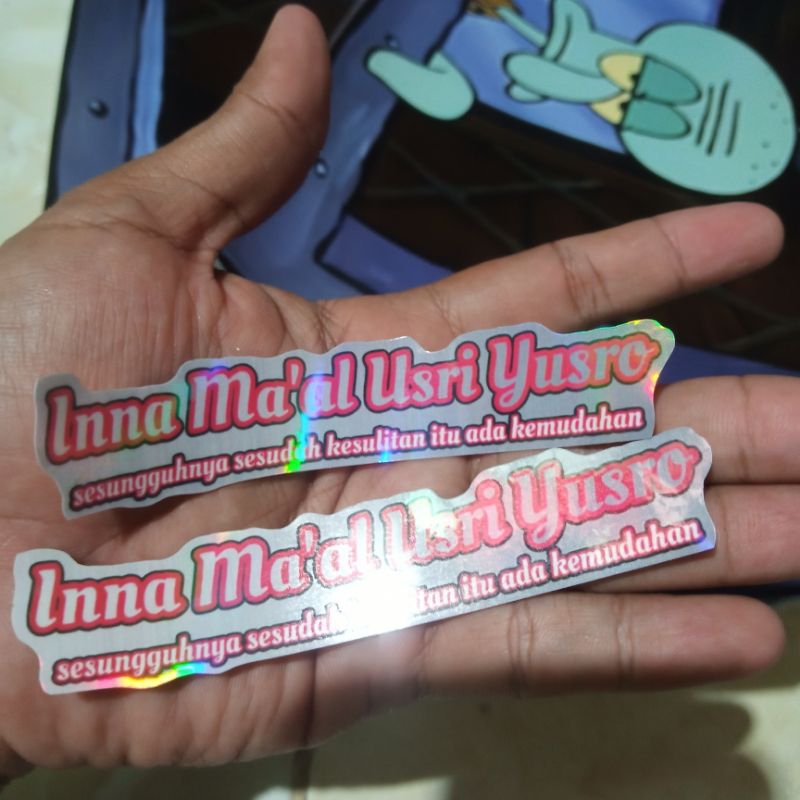 Inna Ma'al Usri Yusro
sesungguhnya sesudah kesulitan itu ada kemudahan
Inna Ma'al Usri Yusro
sesungguhnya sesudah itu ada kemudahan